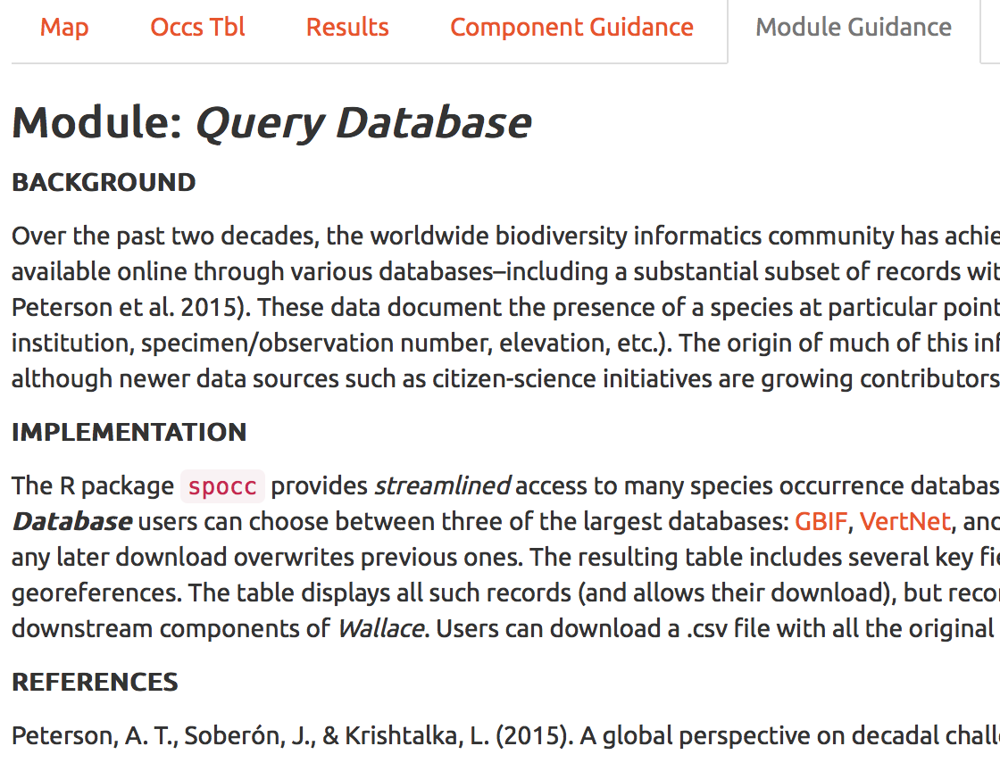 Map Occs Tbl Results Component Guidance Module Guidance
Module: Query Database
BACKGROUND
Over the past two decades, the worldwide biodiversity informatics community has achie
available online through various databases–including a substantial subset of records wit
Peterson et al. 2015). These data document the presence of a species at particular point
institution, specimen/observation number, elevation, etc.). The origin of much of this inf
although newer data sources such as citizen-science initiatives are growing contributors
IMPLEMENTATION
The R package spocc provides streamlined access to many species occurrence databas
Database users can choose between three of the largest databases: GBIF, VertNet, and
any later download overwrites previous ones. The resulting table includes several key fie
georeferences. The table displays all such records (and allows their download), but recor
downstream components of Wallace. Users can download a .csv file with all the original
REFERENCES
Peterson, A. T., Soberón, J., & Krishtalka, L. (2015). A global perspective on decadal challe